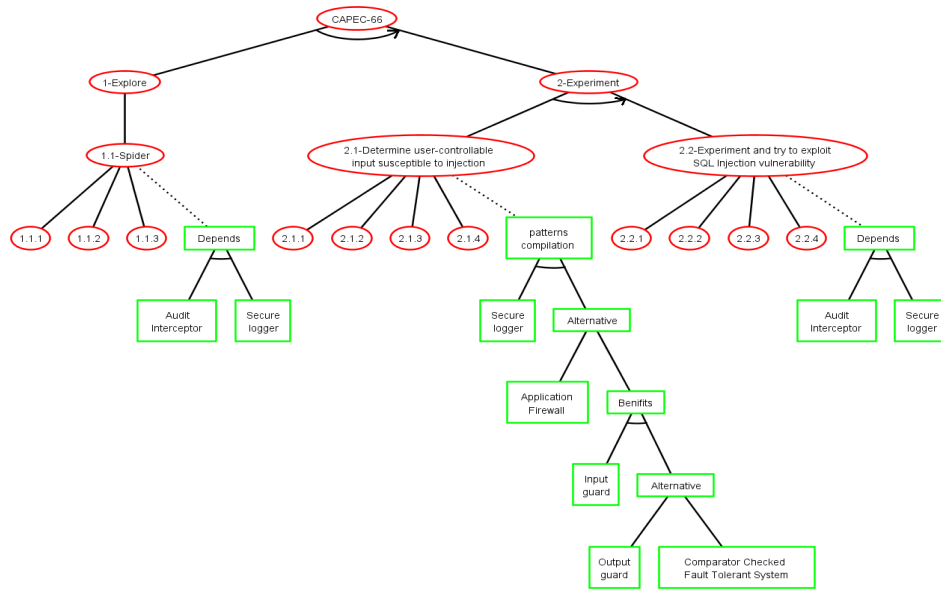 CAPEC-66
1-Explore
2-Experiment
1.1-Spider
2.1-Determine user-controllable
input susceptible to injection
2.2-Experiment and try to exploit
SQL Injection vulnerability
1.1.1
1.1.2
1.1.3
Depends
2.1.1
2.1.2
2.1.3
2.1.4
patterns
compilation
2.2.1
2.2.2
2.2.3
2.2.4
Depends
Audit
Interceptor
Secure
logger
Secure
logger
Alternative
Audit
Interceptor
Secure
logger
Application
Firewall
Benifits
Input
guard
Alternative
Output
guard
Comparator Checked
Fault Tolerant System